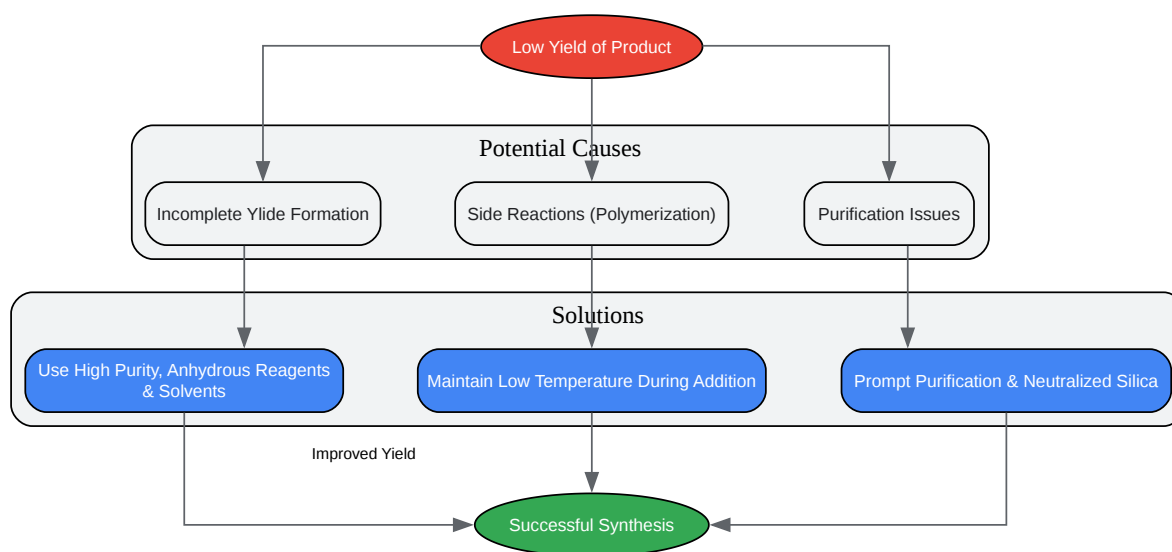 Low Yield of Product
Potential Causes
Incomplete Ylide Formation
Side Reactions (Polymerization)
Purification Issues
Solutions
Use High Purity, Anhydrous Reagents
& Solvents
Maintain Low Temperature During Addition
Prompt Purification & Neutralized Silica
Improved Yield
Successful Synthesis